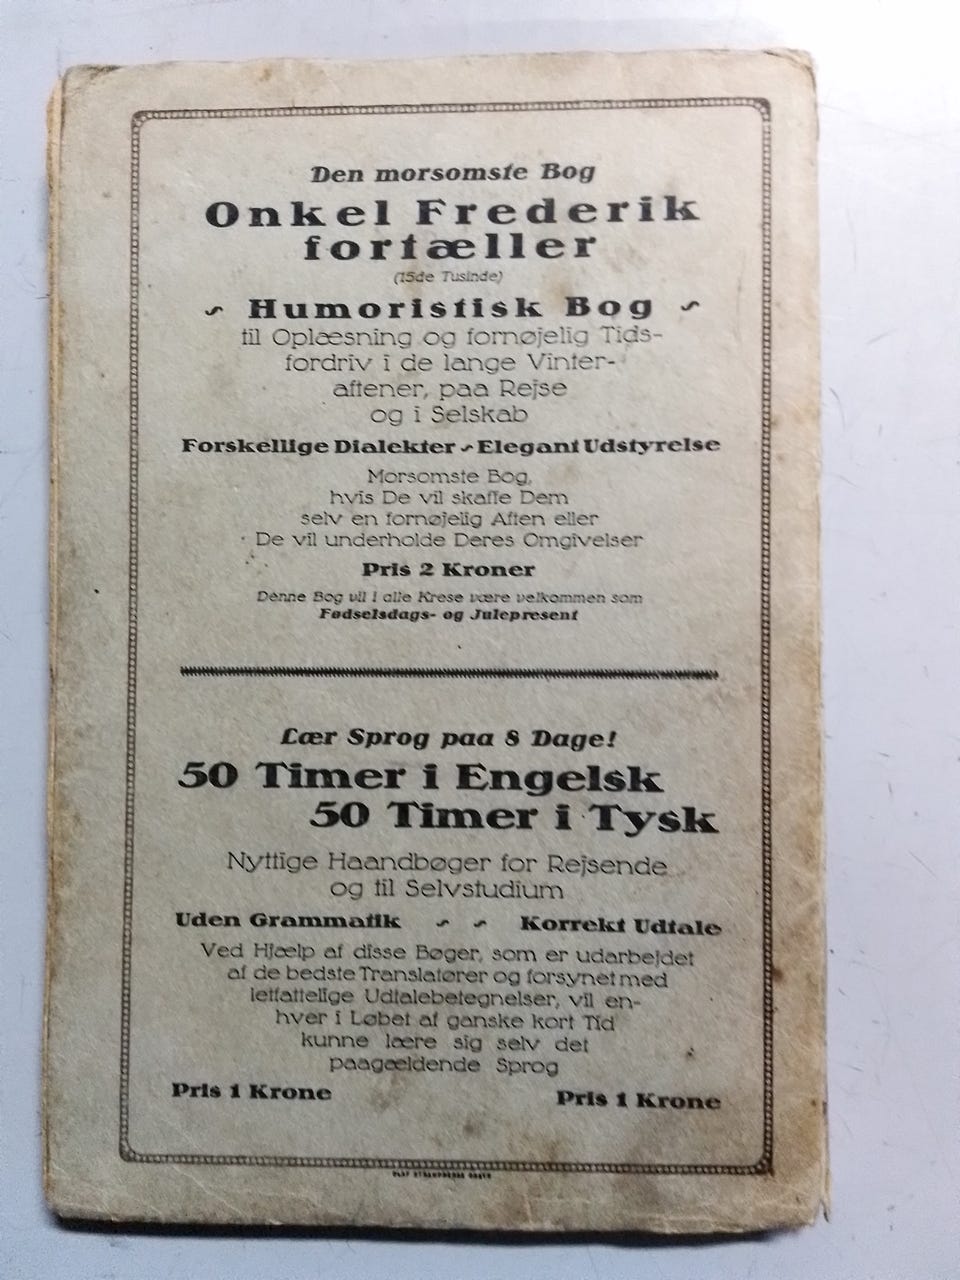 Den morsomste Bog
Onkel Frederik
fortæller
(15de Tusinde)
~ Humoristisk Bog ~
til Oplæsning og fornøjelig Tids-
fordriv i de lange Vinter-
aftener, paa Rejse
og i Selskab
Forskellige Dialekter ~ Elegant Udstyrelse
Morsomste Bog,
hvis De vil skaffe Dem
selv en fornøjelig Aften eller
De vil underholde Deres Omgivelser
Pris 2 Kroner
Denne Bog vil i alle Krese være velkommen som
Fødselsdags- og Julepresent
Lær Sprog paa 8 Dage!
50 Timer i Engelsk
50 Timer i Tysk
Nyttige Haandbøger for Rejsende
og til Selvstudium
Uden Grammatik ~ ~ Korrekt Udtale
Ved Hjælp af disse Bøger, som er udarbejdet
af de bedste Translatører og forsynet med
letfattelige Udtalebetegnelser, vil en-
hver i Løbet af ganske kort Tid
kunne lære sig selv det
paagældende Sprog
Pris 1 Krone Pris 1 Krone